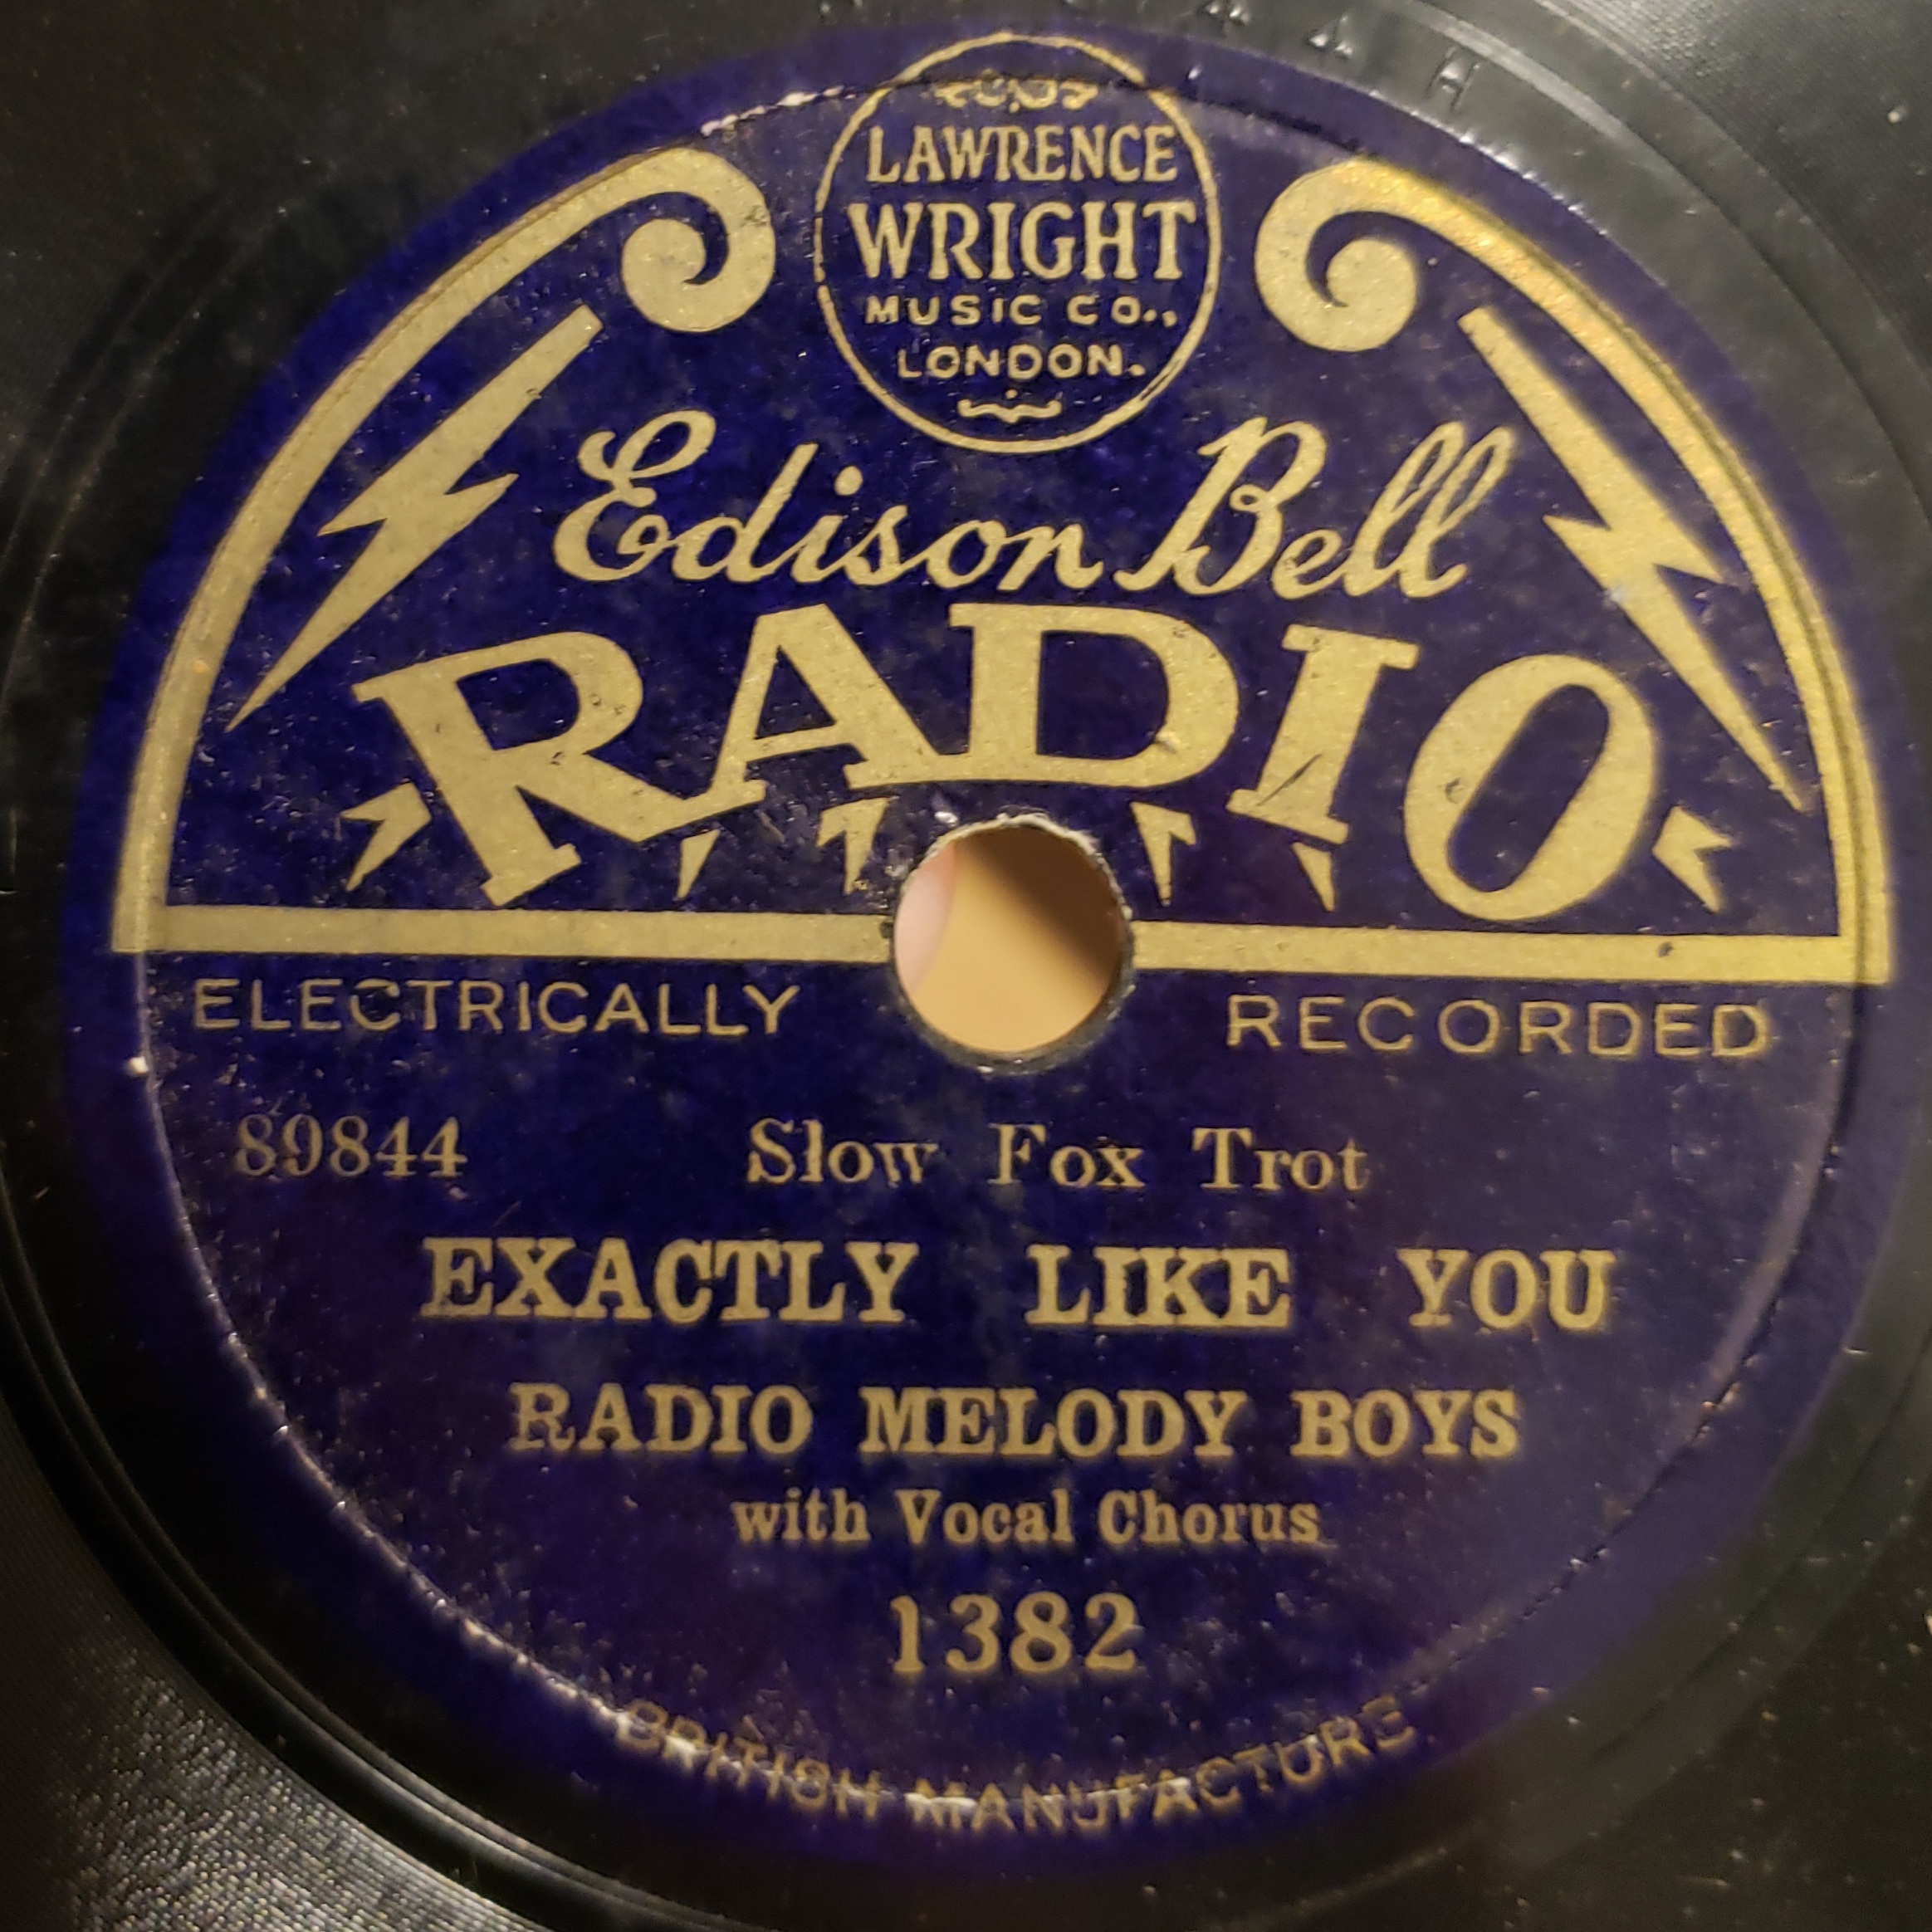 LAWRENCE
WRIGHT
MUSIC CO.,
LONDON.
Edison Bell
RADIO
ELECTRICALLY RECORDED
89844 Slow Fox Trot
EXACTLY LIKE YOU
RADIO MELODY BOYS
with Vocal Chorus
1382
BRITISH MANUFACTURE